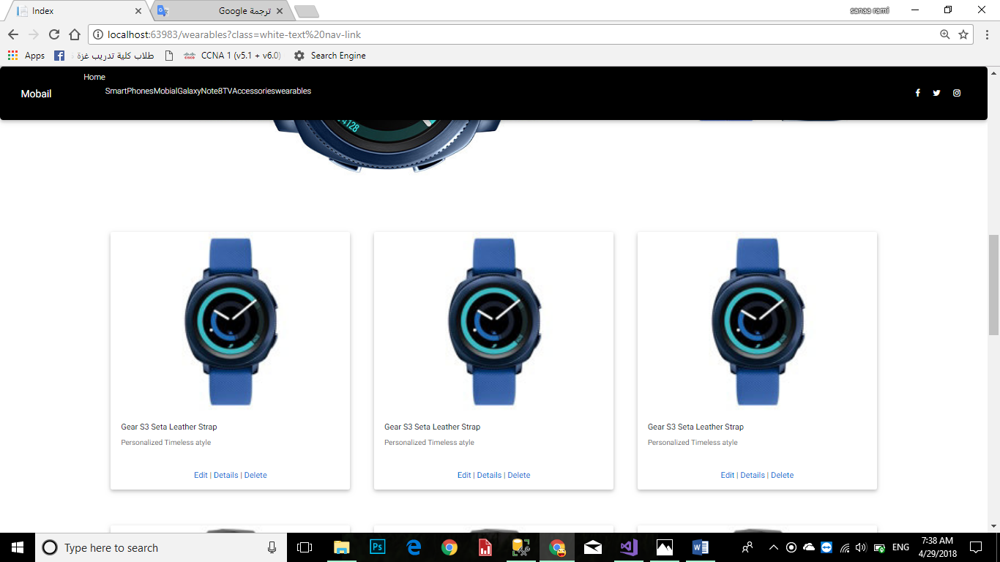 Index
ترجمة Google
sanaa rami
localhost:63983/wearables?class=white-text%20nav-link
Apps
طلاب كلية تدريب غزة
CCNA 1 (v5.1 + v6.0)
Search Engine
Mobail
Home
SmartPhonesMobialGalaxyNote8TVAccessorieswearables
4128
Gear S3 Seta Leather Strap
Personalized Timeless atyle
Edit | Details | Delete
Gear S3 Seta Leather Strap
Personalized Timeless atyle
Edit | Details | Delete
Gear S3 Seta Leather Strap
Personalized Timeless atyle
Edit | Details | Delete
Type here to search
Ps
ENG
7:38 AM
4/29/2018